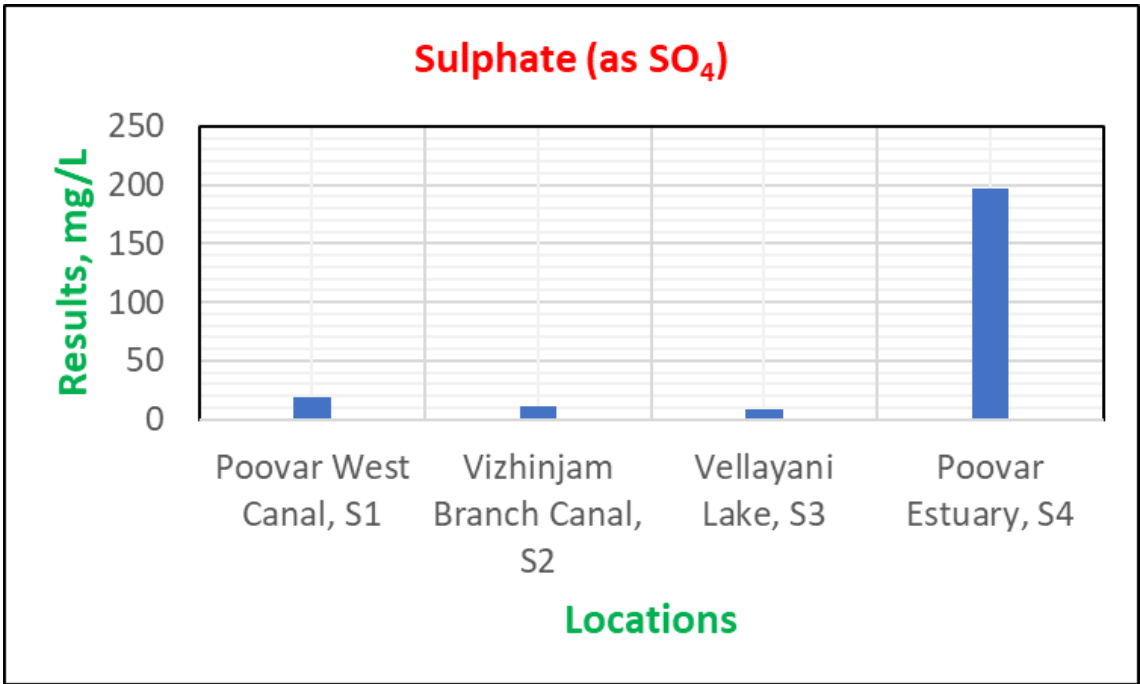 Sulphate (as SO₄)
Results, mg/L
250
200
150
100
50
0
Poovar West
Canal, S1
Vizhinjam
Branch Canal,
S2
Vellayani
Lake, S3
Poovar
Estuary, S4
Locations